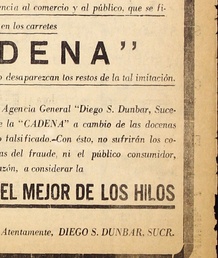 encia al comercio y al público, que se fi-
en los carretes
DENA"
o desaparezcan los restos de la tal imitación.
Agencia General "Diego S. Dunbar, Suce-
e la "CADENA" a cambio de las docenas
o falsificado.-Con ésto, no sufrirán los co-
as del fraude, ni el público consumidor,
azón, a considerar la
EL MEJOR DE LOS HILOS
Atentamente, DIEGO S. DUNBAR, SUCR.